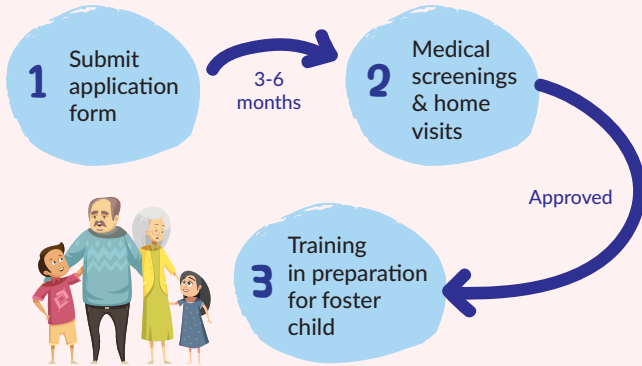 1
Submit
application
form
3-6
months
2
Medical
screenings
& home
visits
Approved
3
Training
in preparation
for foster
child